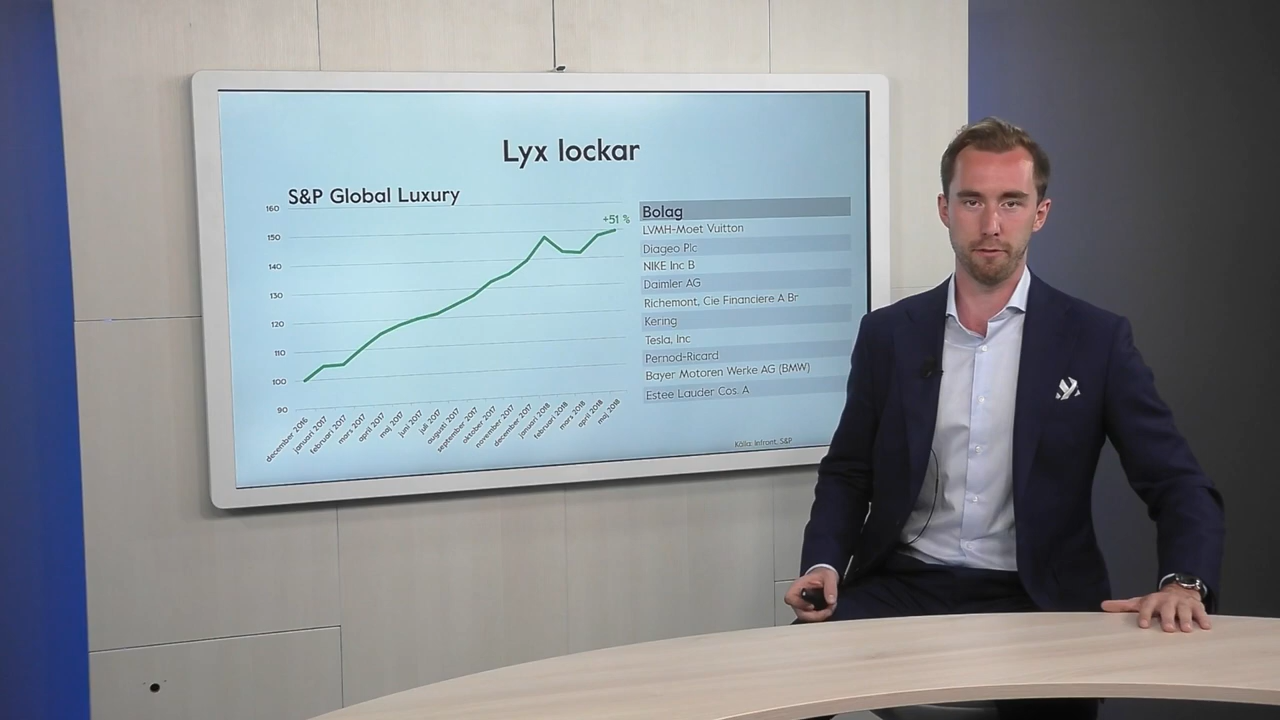 Lyx lockar
S&P Global Luxury
160
150
140
130
120
110
100
90
+51 %
december 2016
januari 2017
februari 2017
mars 2017
april 2017
maj 2017
juni 2017
juli 2017
augusti 2017
september 2017
oktober 2017
november 2017
december 2017
januari 2018
februari 2018
mars 2018
april 2018
maj 2018
Bolag
LVMH-Moet Vuitton
Diageo Plc
NIKE Inc B
Daimler AG
Richemont, Cie Financiere A Br
Kering
Tesla, Inc
Pernod-Ricard
Bayer Motoren Werke AG (BMW)
Estee Lauder Cos. A
Källa: Infront, S&P